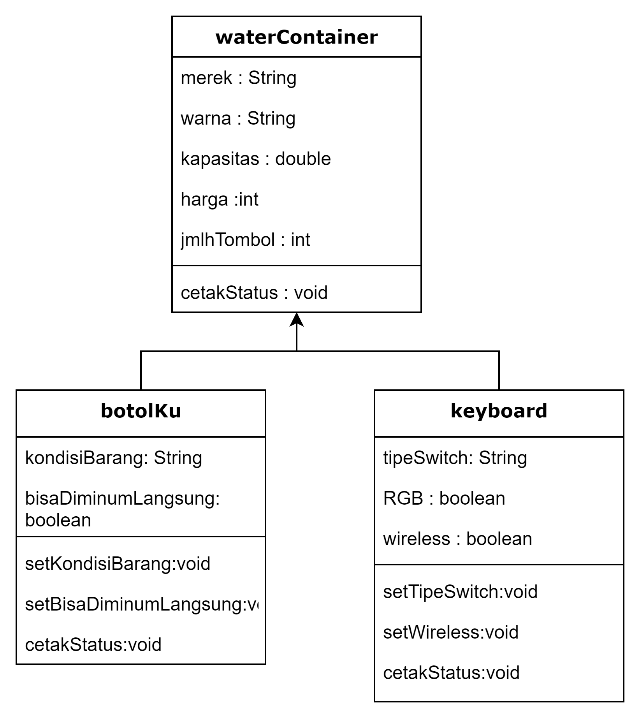 waterContainer
merek : String
warna : String
kapasitas : double
harga :int
jmlhTombol : int
cetakStatus : void
botolKu
kondisiBarang: String
bisaDiminumLangsung:
boolean
setKondisiBarang:void
setBisaDiminumLangsung:v
cetakStatus:void
keyboard
tipeSwitch: String
RGB : boolean
wireless : boolean
setTipeSwitch:void
setWireless:void
cetakStatus:void